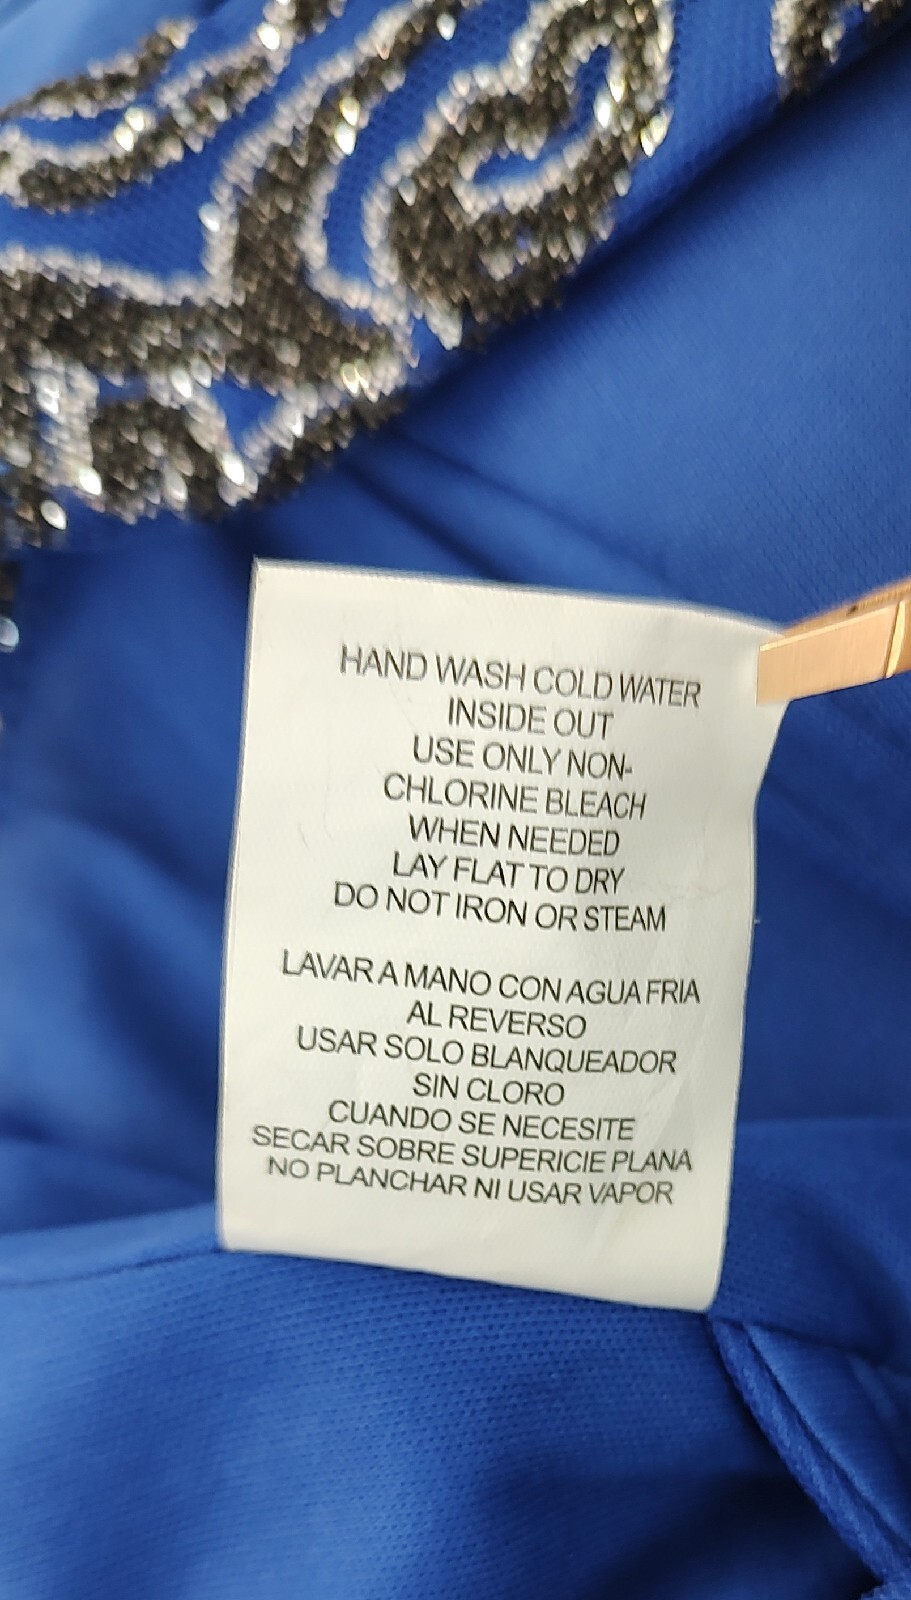 HAND WASH COLD WATER
INSIDE OUT
USE ONLY NON-
CHLORINE BLEACH
WHEN NEEDED
LAY FLAT TO DRY
DO NOT IRON OR STEAM
LAVAR A MANO CON AGUA FRIA
AL REVERSO
USAR SOLO BLANQUEADOR
SIN CLORO
CUANDO SE NECESITE
SECAR SOBRE SUPERICIE PLANA
NO PLANCHAR NI USAR VAPOR